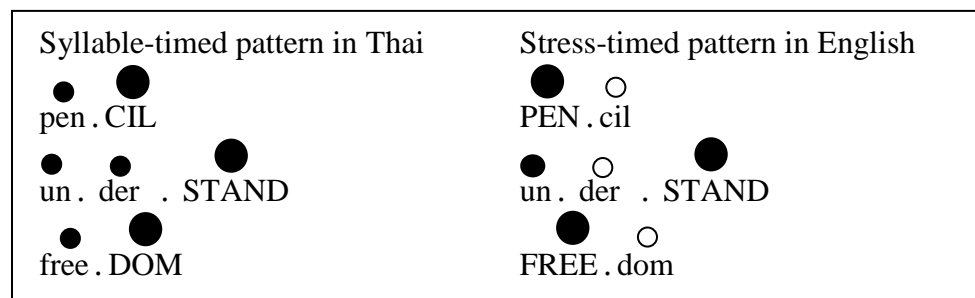 Syllable-timed pattern in Thai Stress-timed pattern in English
pen . CIL PEN . cil
un . der . STAND un . der . STAND
free . DOM FREE . dom